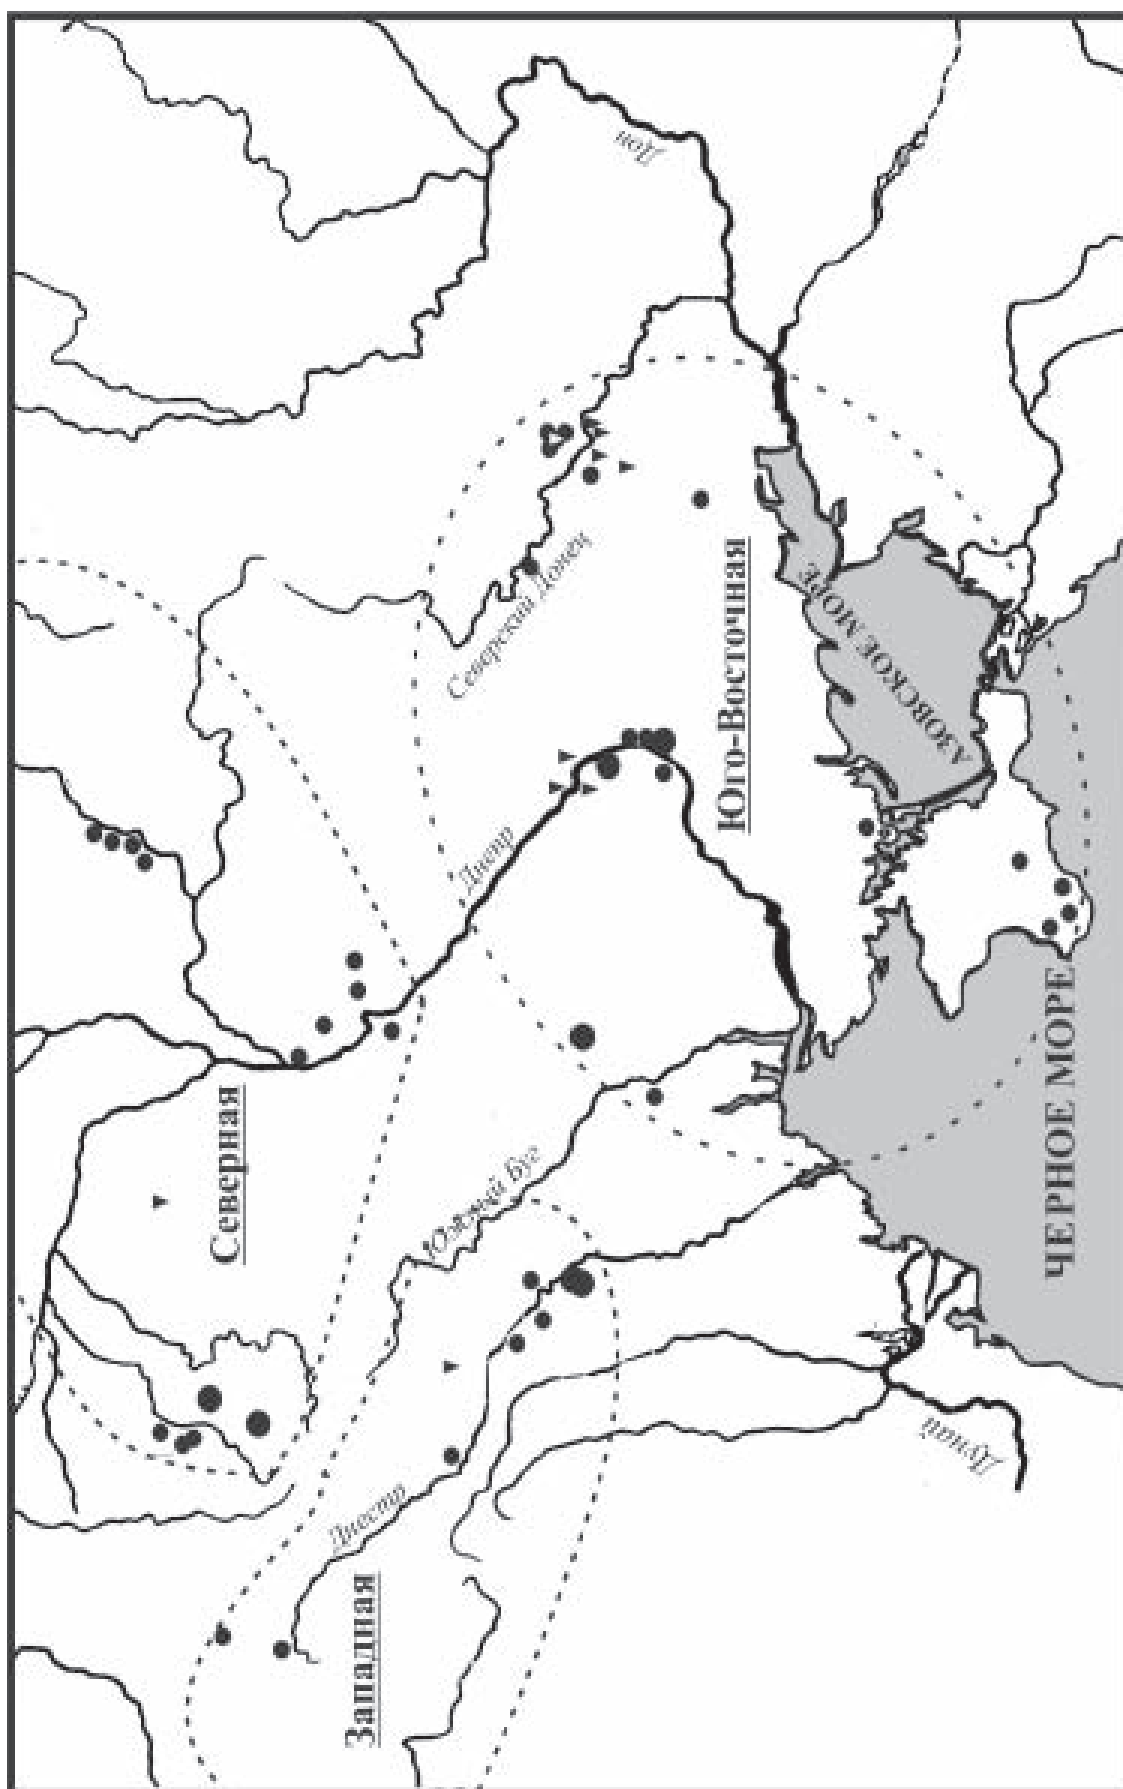 Северная
Западная
Юго-Восточная
Дон
Северский Донец
Днепр
Южный Буг
Днестр
Дунай
АЗОВСКОЕ МОРЕ
ЧЕРНОЕ МОРЕ